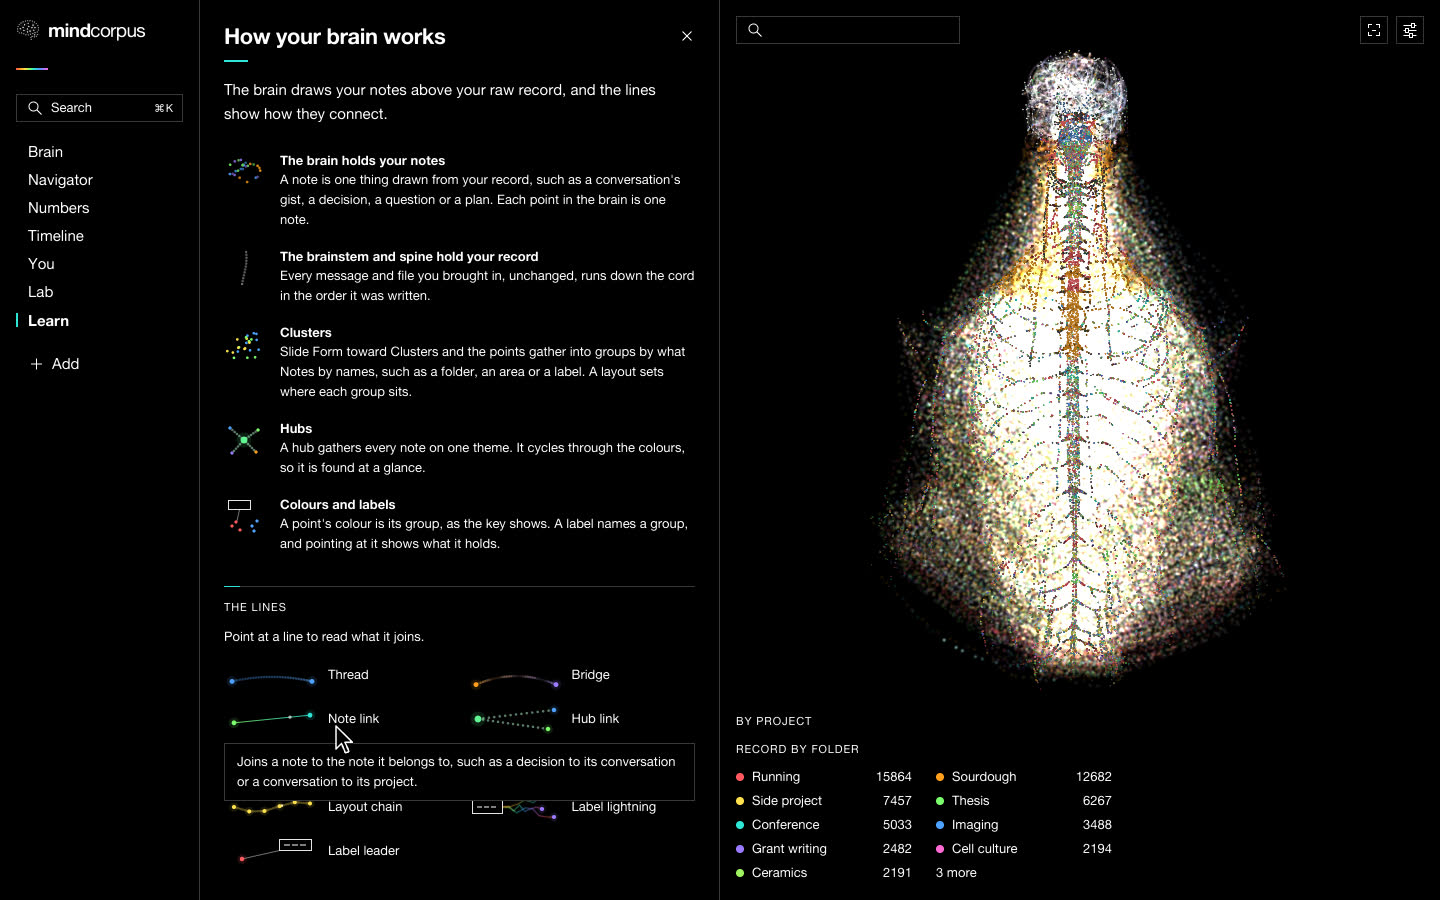 mindcorpus
Search ⌘K
Brain
Navigator
Numbers
Timeline
You
Lab
Learn
Add
How your brain works
The brain draws your notes above your raw record, and the lines
show how they connect.
The brain holds your notes
A note is one thing drawn from your record, such as a conversation's
gist, a decision, a question or a plan. Each point in the brain is one
note.
The brainstem and spine hold your record
Every message and file you brought in, unchanged, runs down the cord
in the order it was written.
Clusters
Slide Form toward Clusters and the points gather into groups by what
Notes by names, such as a folder, an area or a label. A layout sets
where each group sits.
Hubs
A hub gathers every note on one theme. It cycles through the colours,
so it is found at a glance.
Colours and labels
A point's colour is its group, as the key shows. A label names a group,
and pointing at it shows what it holds.
THE LINES
Point at a line to read what it joins.
Thread Bridge
Note link Hub link
Joins a note to the note it belongs to, such as a decision to its conversation
or a conversation to its project.
Layout chain Label lightning
Label leader
BY PROJECT
RECORD BY FOLDER
Running 15864 Sourdough 12682
Side project 7457 Thesis 6267
Conference 5033 Imaging 3488
Grant writing 2482 Cell culture 2194
Ceramics 2191 3 more